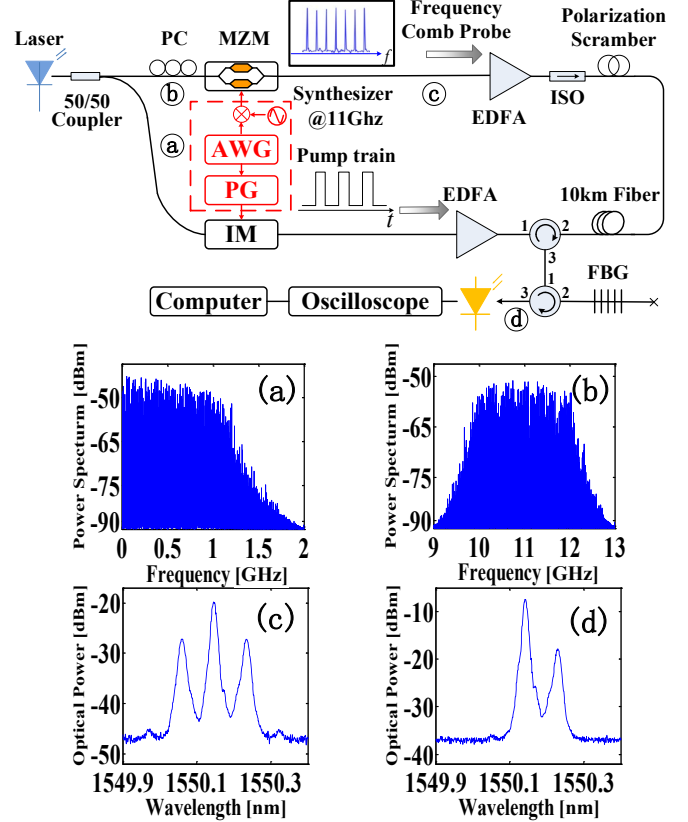 Laser
PC
MZM
f
Frequency
Comb Probe
Polarization
Scramber
50/50
Coupler
ⓑ
ⓒ
EDFA
ISO
Synthesizer
@11Ghz
ⓐ
AWG
PG
IM
Pump train
t
EDFA
10km Fiber
1 2
3
1
3 2
FBG
Computer
Oscilloscope
ⓓ
(a)
Power Specturm [dBm]
-50
-65
-75
-90
0 0.5 1 1.5 2
Frequency [GHz]
(b)
Power Specturm [dBm]
-50
-65
-75
-90
9 10 11 12 13
Frequency [GHz]
(c)
Optical Power [dBm]
-20
-30
-40
-50
1549.9 1550.1 1550.3
Wavelength [nm]
(d)
Optical Power [dBm]
-10
-20
-30
-40
1549.9 1550.1 1550.3
Wavelength [nm]